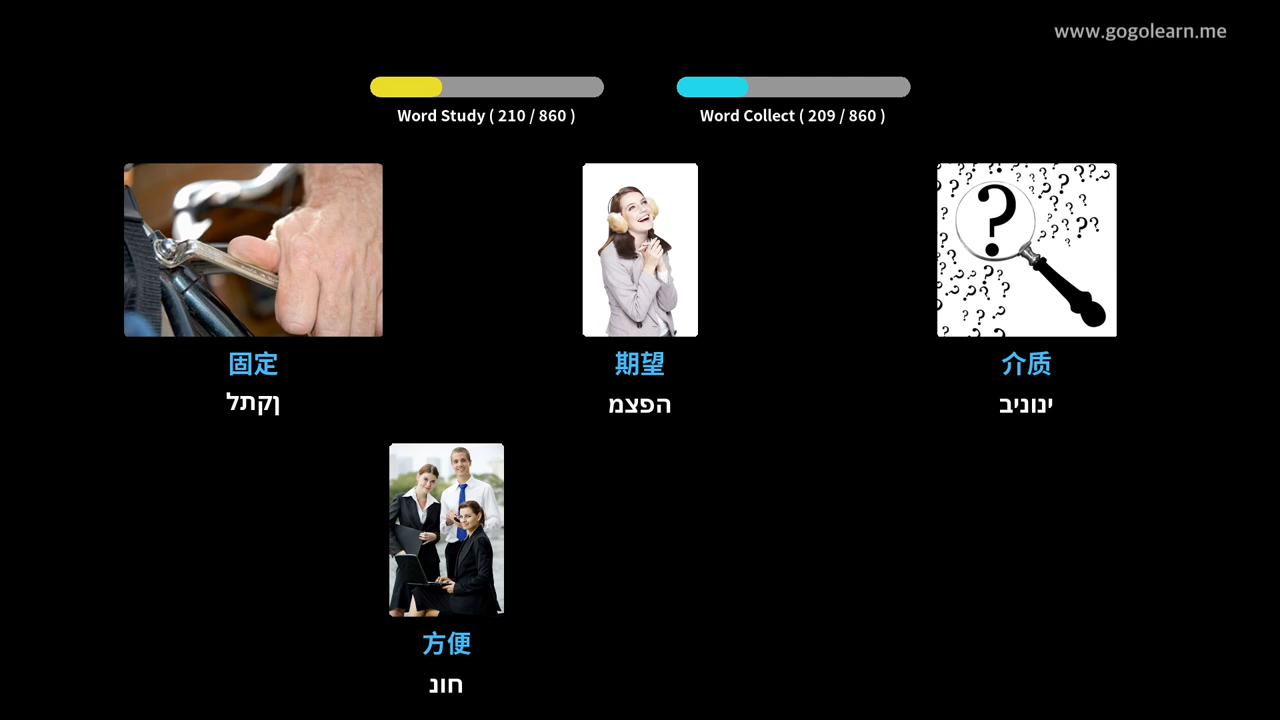 www.gogolearn.me
Word Study ( 210 / 860 )
Word Collect ( 209 / 860 )
固定
ןקתל
期望
הפצמ
介质
ינוניב
方便
חונ